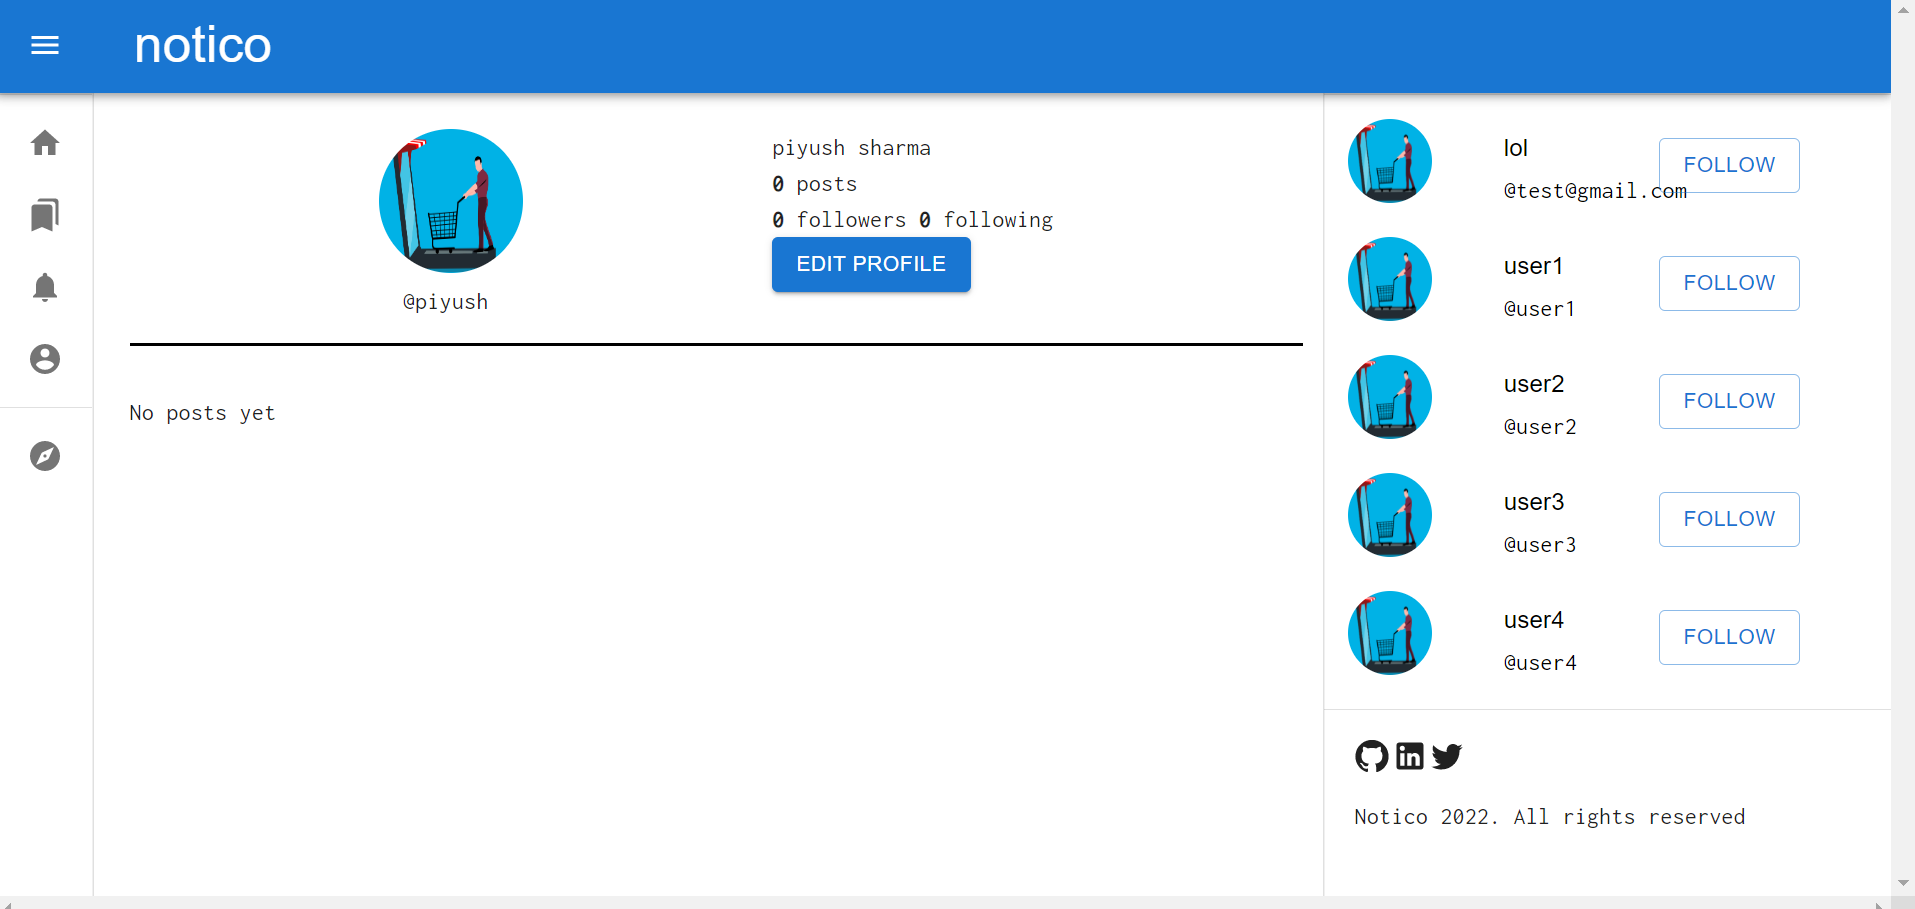 notico
piyush sharma
0 posts
0 followers 0 following
EDIT PROFILE
@piyush
No posts yet
lol
@test@gmail.com
FOLLOW
user1
@user1
FOLLOW
user2
@user2
FOLLOW
user3
@user3
FOLLOW
user4
@user4
FOLLOW
in
Notico 2022. All rights reserved